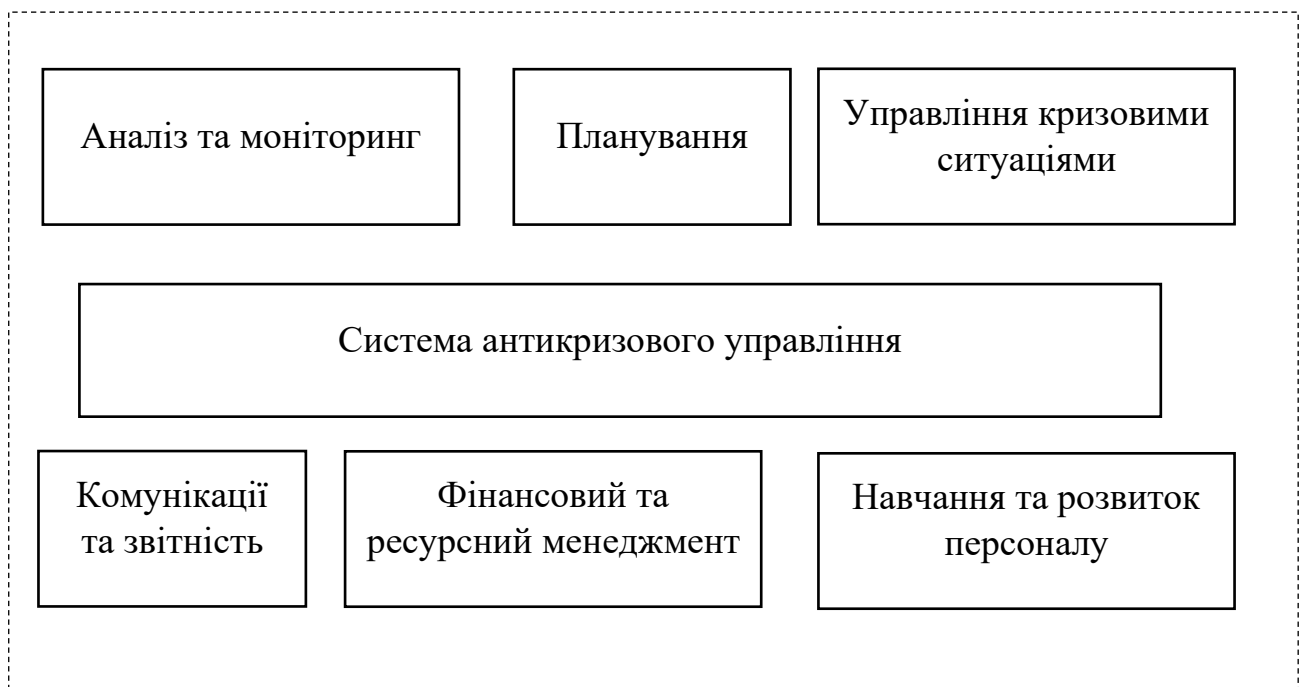 Аналіз та моніторинг
Планування
Управління кризовими
ситуаціями
Система антикризового управління
Комунікації
та звітність
Фінансовий та
ресурсний менеджмент
Навчання та розвиток
персоналу